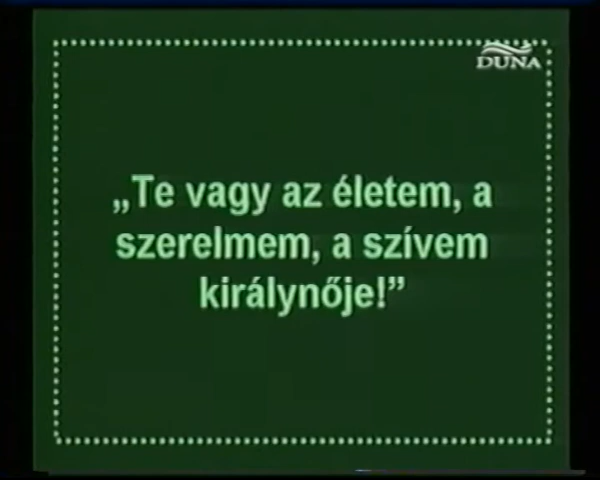 DUNA
„Te vagy az életem, a
szerelmem, a szívem
királynője!”